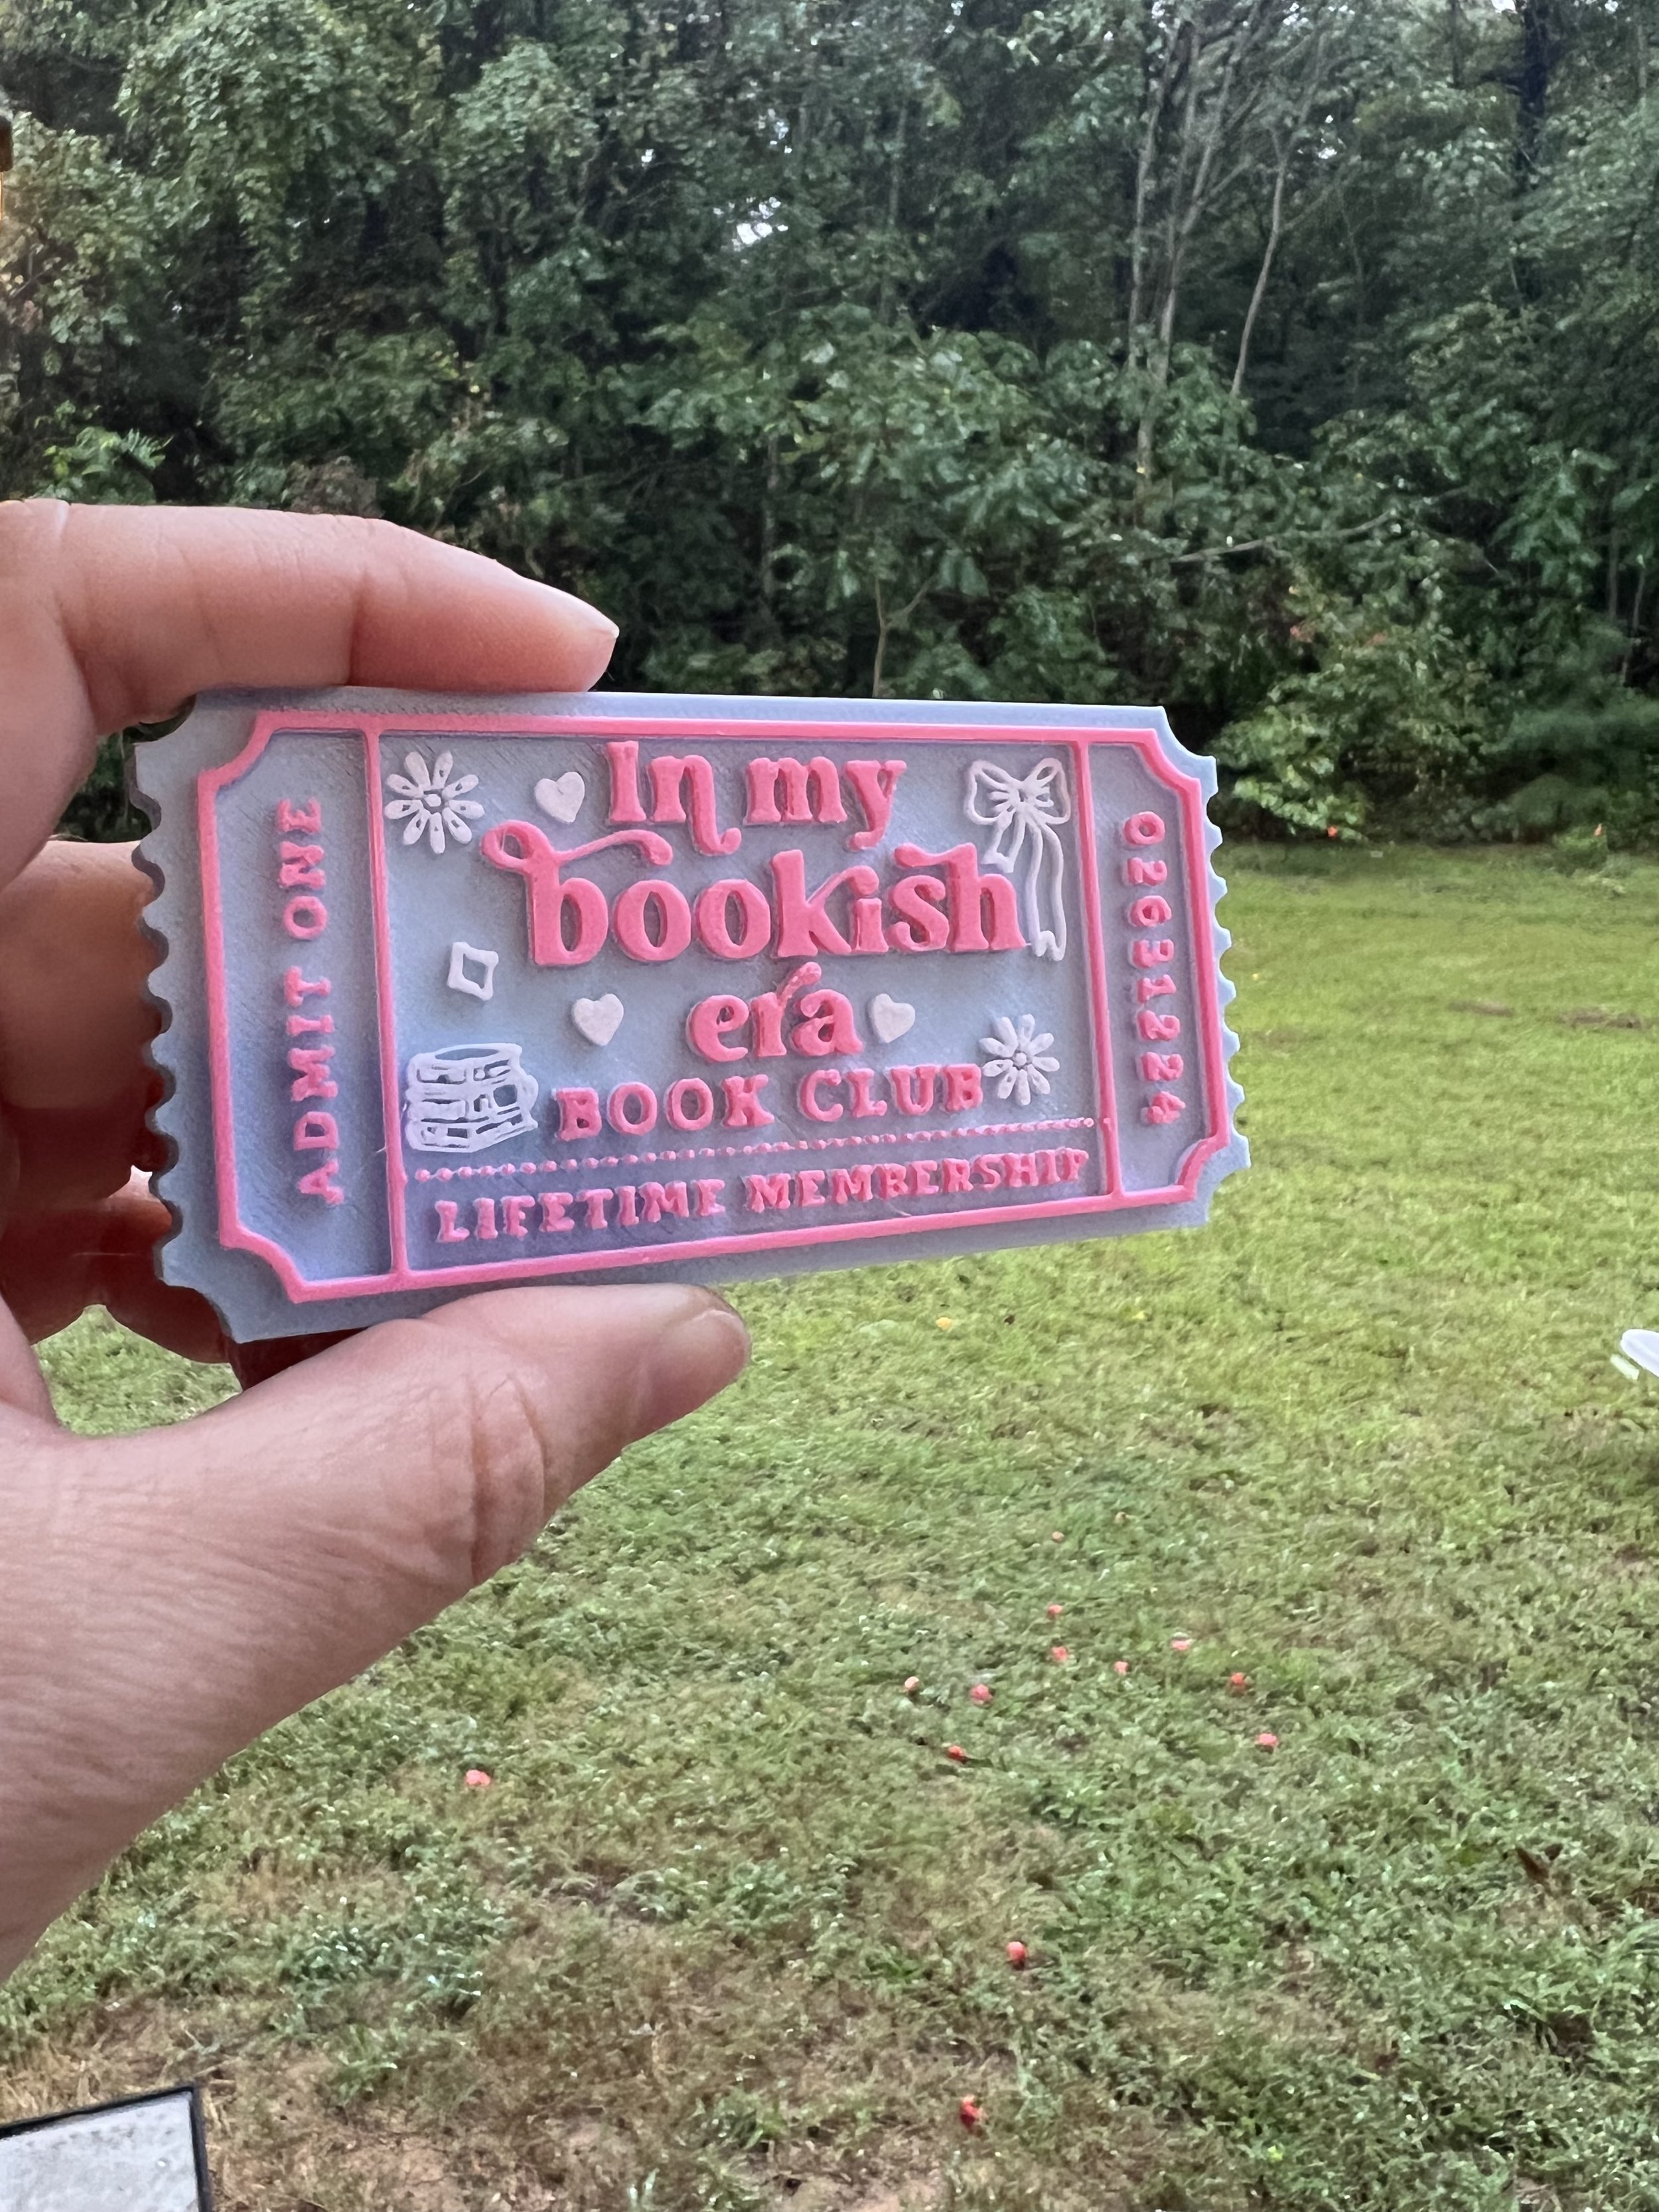 ADMIT ONE
In my
bookish
era
BOOK CLUB
LIFETIME MEMBERSHIP
02631224